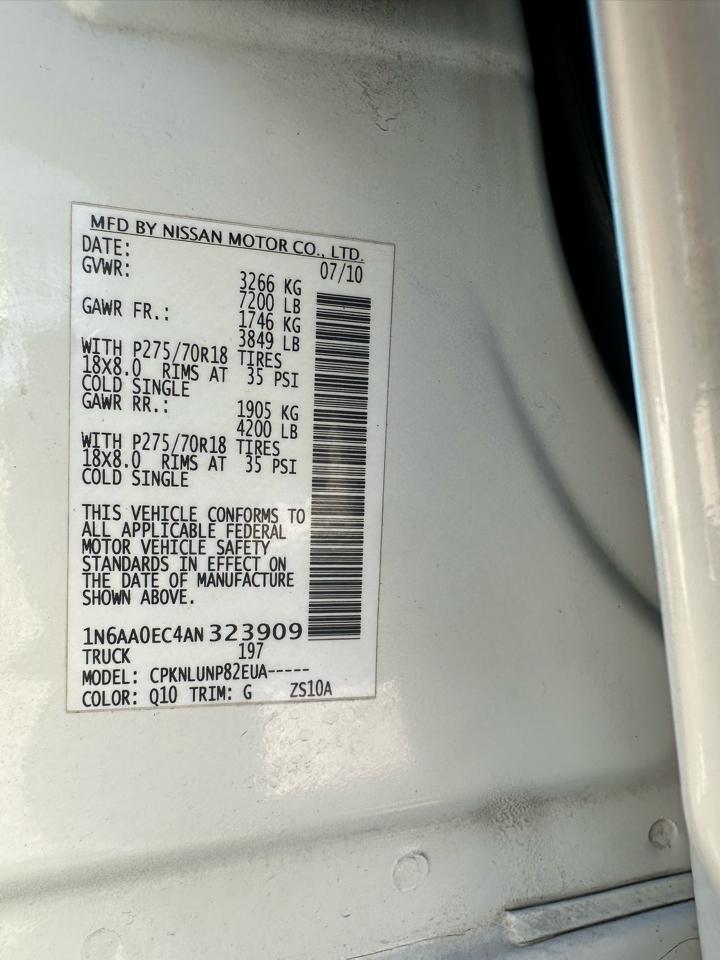 MFD BY NISSAN MOTOR CO., LTD.
DATE: 07/10
GVWR: 3266 KG
7200 LB
GAWR FR.: 1746 KG
3849 LB
WITH P275/70R18 TIRES
18X8.0 RIMS AT 35 PSI
COLD SINGLE
GAWR RR.: 1905 KG
4200 LB
WITH P275/70R18 TIRES
18X8.0 RIMS AT 35 PSI
COLD SINGLE
THIS VEHICLE CONFORMS TO
ALL APPLICABLE FEDERAL
MOTOR VEHICLE SAFETY
STANDARDS IN EFFECT ON
THE DATE OF MANUFACTURE
SHOWN ABOVE.
1N6AA0EC4AN323909
TRUCK 197
MODEL: CPKNLUNP82EUA-----
COLOR: Q10 TRIM: G ZS10A